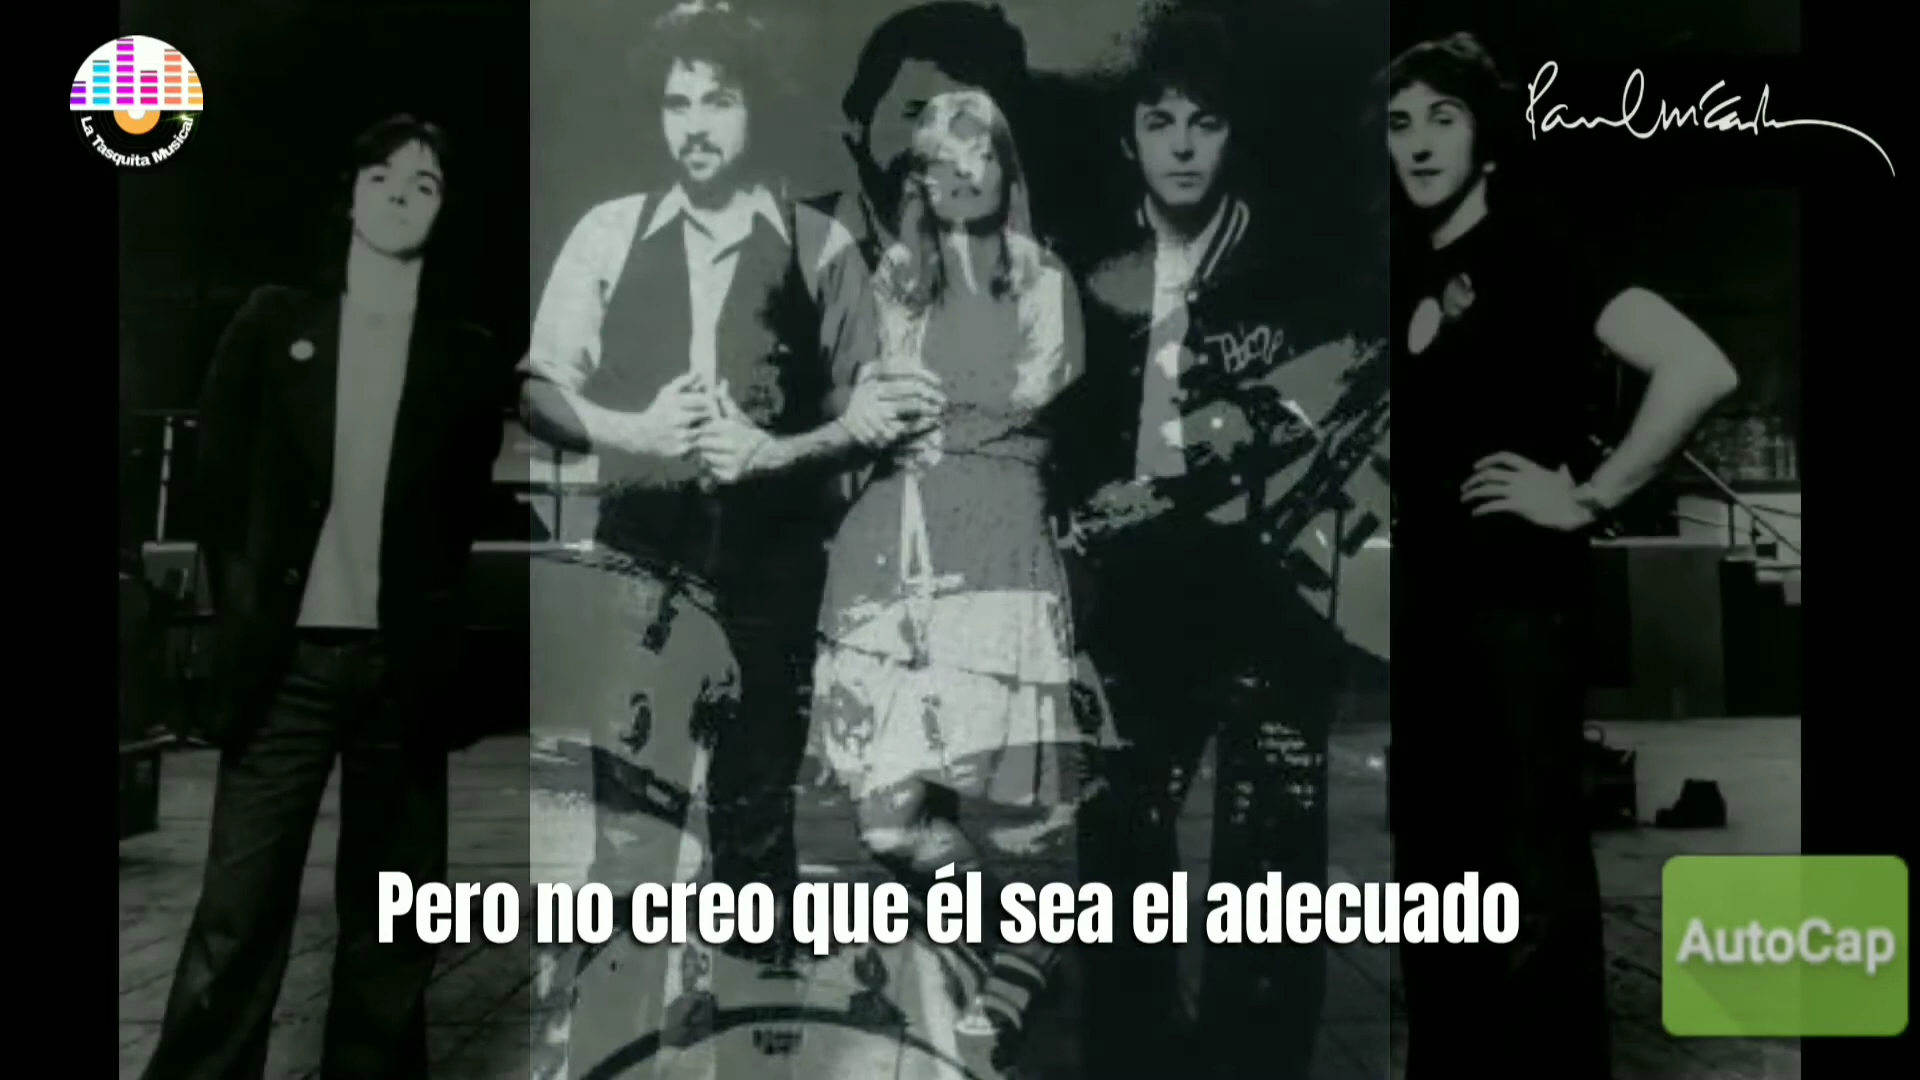 La Tasquita Musical
Paul McCartney
Pero no creo que él sea el adecuado
AutoCap